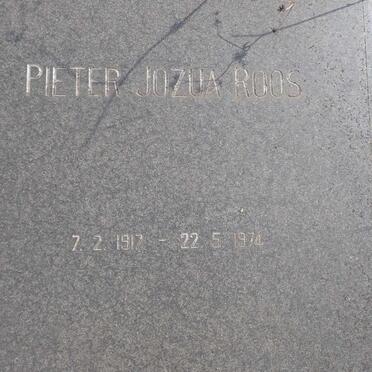 PIETER JOZUA ROOS
7. 2. 1917 - 22 5. 1974